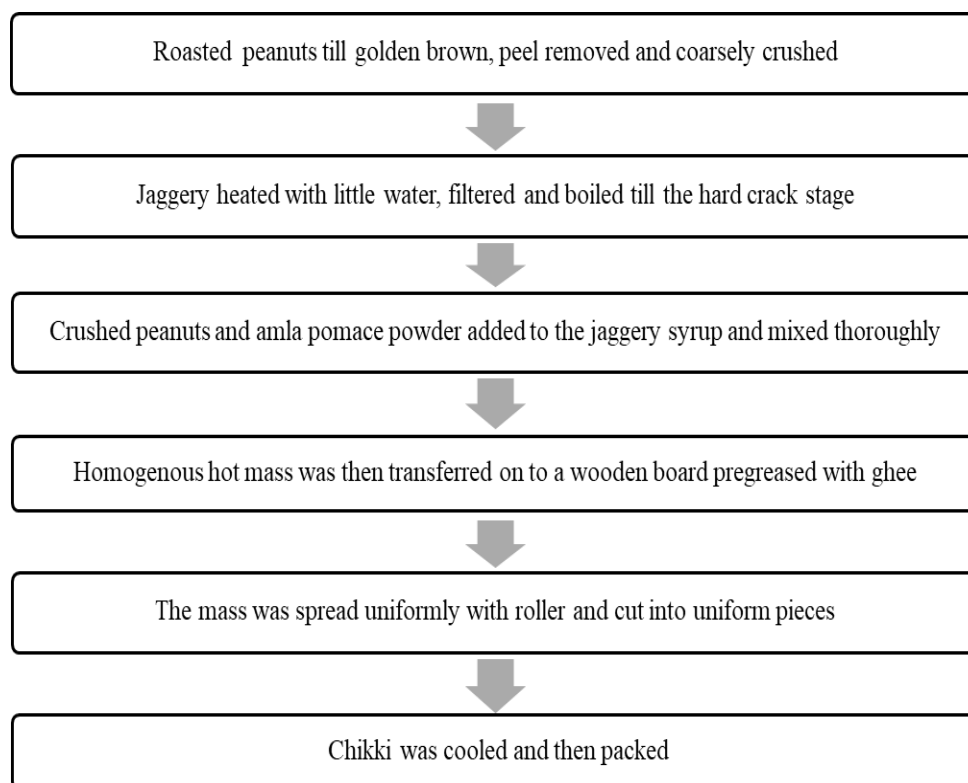 Roasted peanuts till golden brown, peel removed and coarsely crushed
Jaggery heated with little water, filtered and boiled till the hard crack stage
Crushed peanuts and amla pomace powder added to the jaggery syrup and mixed thoroughly
Homogenous hot mass was then transferred on to a wooden board pregreased with ghee
The mass was spread uniformly with roller and cut into uniform pieces
Chikki was cooled and then packed